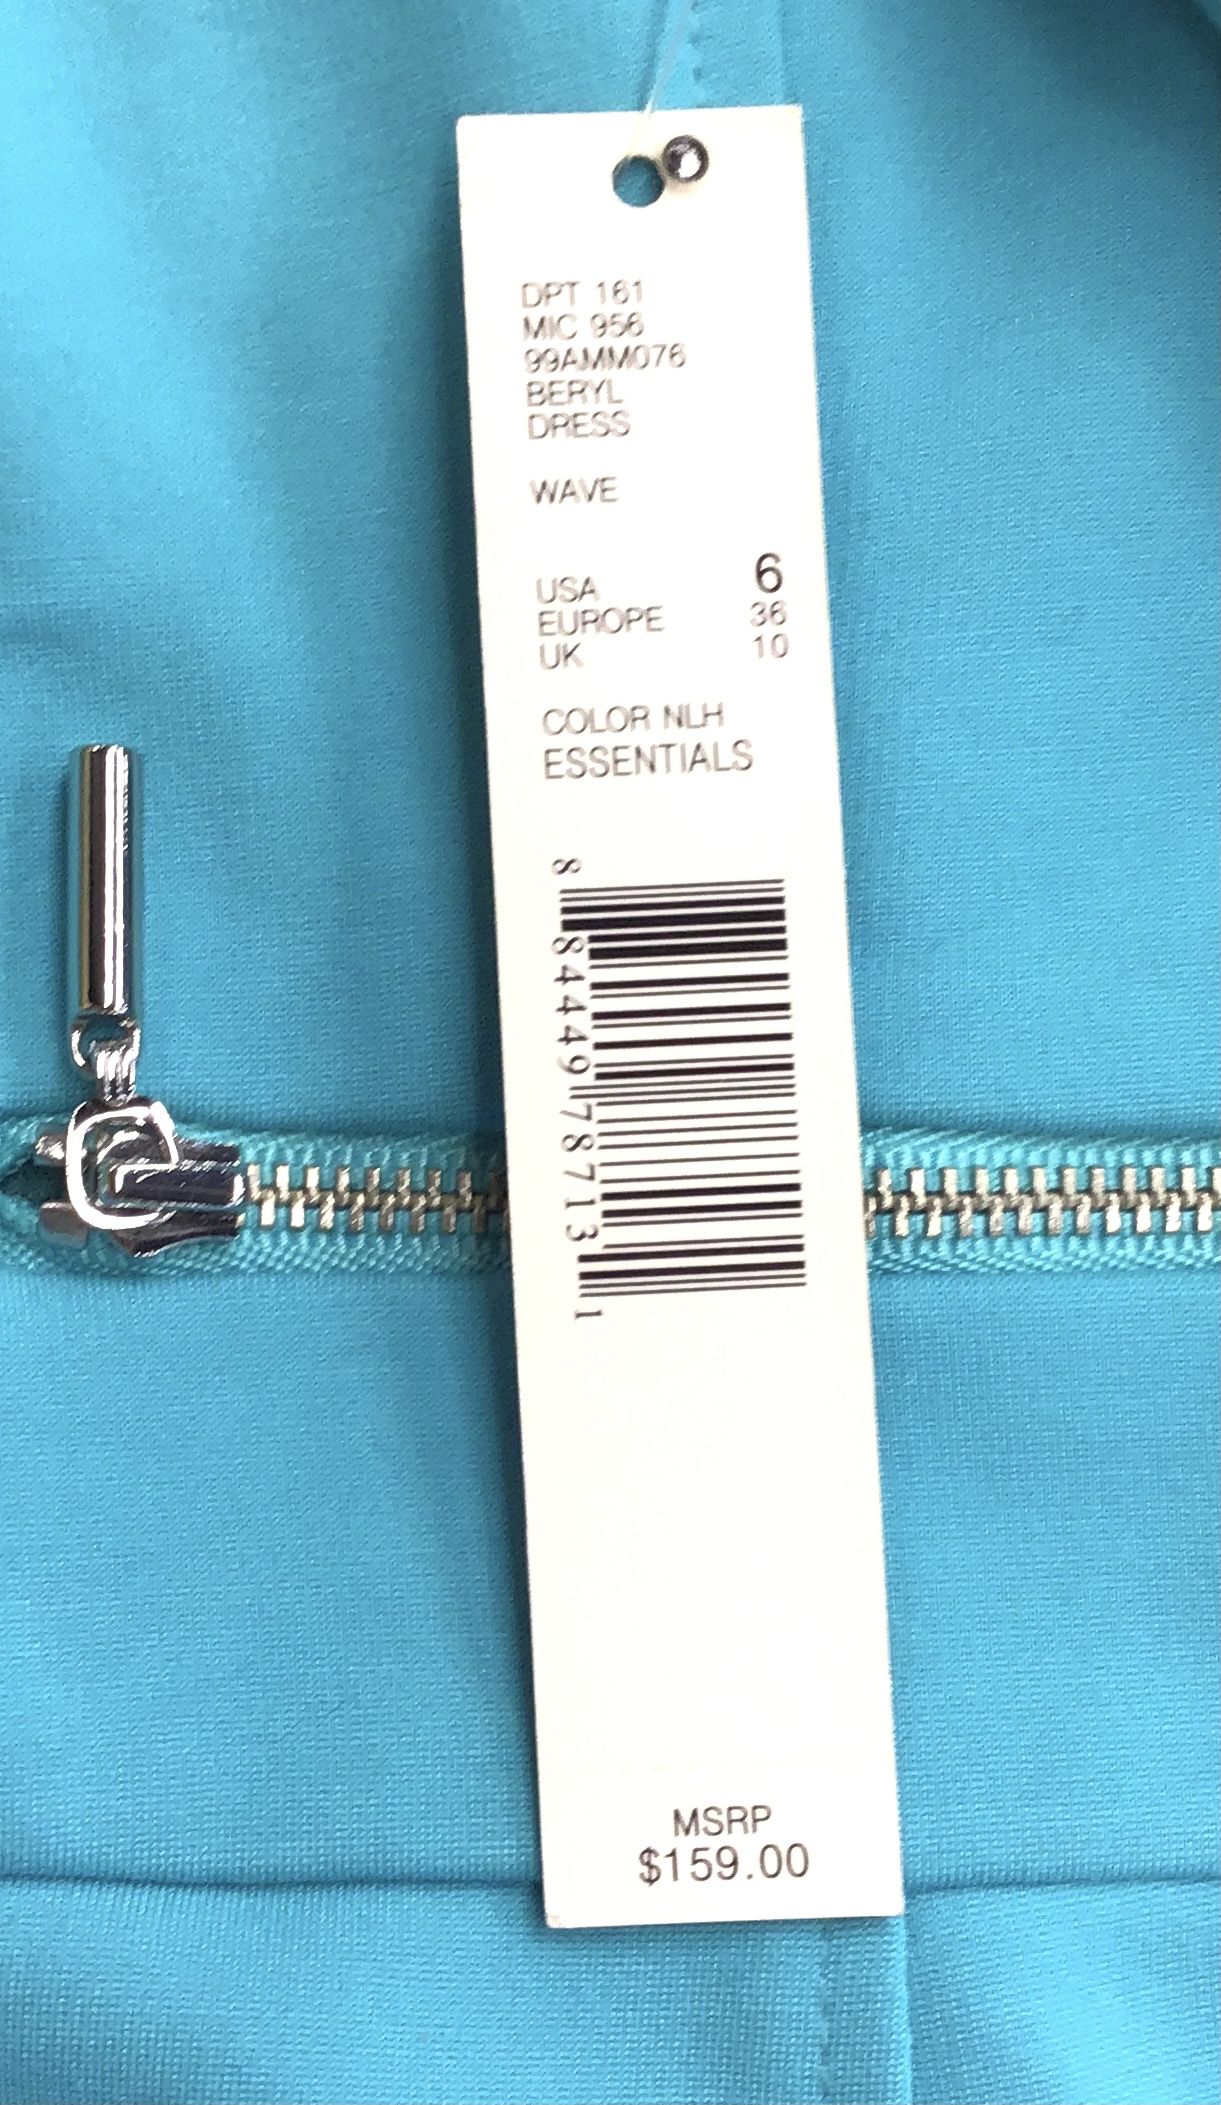 DPT 161
MIC 956
99AMM076
BERYL
DRESS
WAVE
USA 6
EUROPE 36
UK 10
COLOR NLH
ESSENTIALS
8 84449 78713 1
MSRP
$159.00